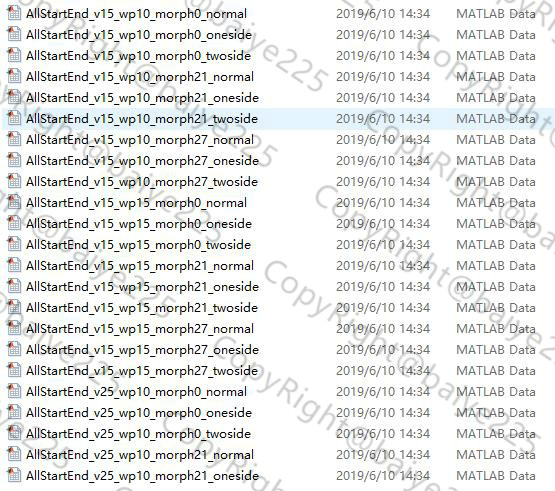 AllStartEnd_v15_wp10_morph0_normal 2019/6/10 14:34 MATLAB Data
AllStartEnd_v15_wp10_morph0_oneside 2019/6/10 14:34 MATLAB Data
AllStartEnd_v15_wp10_morph0_twoside 2019/6/10 14:34 MATLAB Data
AllStartEnd_v15_wp10_morph21_normal 2019/6/10 14:34 MATLAB Data
AllStartEnd_v15_wp10_morph21_oneside 2019/6/10 14:34 MATLAB Data
AllStartEnd_v15_wp10_morph21_twoside 2019/6/10 14:34 MATLAB Data
AllStartEnd_v15_wp10_morph27_normal 2019/6/10 14:34 MATLAB Data
AllStartEnd_v15_wp10_morph27_oneside 2019/6/10 14:34 MATLAB Data
AllStartEnd_v15_wp10_morph27_twoside 2019/6/10 14:34 MATLAB Data
AllStartEnd_v15_wp15_morph0_normal 2019/6/10 14:34 MATLAB Data
AllStartEnd_v15_wp15_morph0_oneside 2019/6/10 14:34 MATLAB Data
AllStartEnd_v15_wp15_morph0_twoside 2019/6/10 14:34 MATLAB Data
AllStartEnd_v15_wp15_morph21_normal 2019/6/10 14:34 MATLAB Data
AllStartEnd_v15_wp15_morph21_oneside 2019/6/10 14:34 MATLAB Data
AllStartEnd_v15_wp15_morph21_twoside 2019/6/10 14:34 MATLAB Data
AllStartEnd_v15_wp15_morph27_normal 2019/6/10 14:34 MATLAB Data
AllStartEnd_v15_wp15_morph27_oneside 2019/6/10 14:34 MATLAB Data
AllStartEnd_v15_wp15_morph27_twoside 2019/6/10 14:34 MATLAB Data
AllStartEnd_v25_wp10_morph0_normal 2019/6/10 14:34 MATLAB Data
AllStartEnd_v25_wp10_morph0_oneside 2019/6/10 14:34 MATLAB Data
AllStartEnd_v25_wp10_morph0_twoside 2019/6/10 14:34 MATLAB Data
AllStartEnd_v25_wp10_morph21_normal 2019/6/10 14:34 MATLAB Data
AllStartEnd_v25_wp10_morph21_oneside 2019/6/10 14:34 MATLAB Data
CopyRight@baiye225